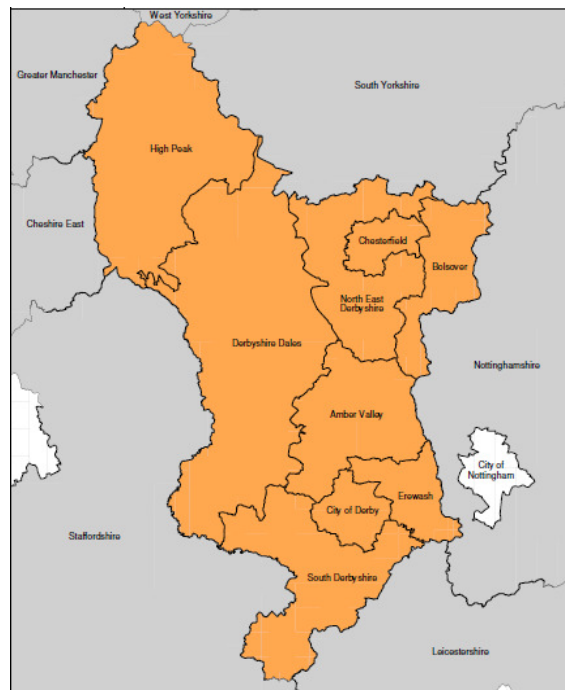 West Yorkshire
Greater Manchester
South Yorkshire
High Peak
Cheshire East
Chesterfield
Bolsover
North East
Derbyshire
Derbyshire Dales
Nottinghamshire
Amber Valley
City of
Nottingham
Erewash
City of Derby
Staffordshire
South Derbyshire
Leicestershire